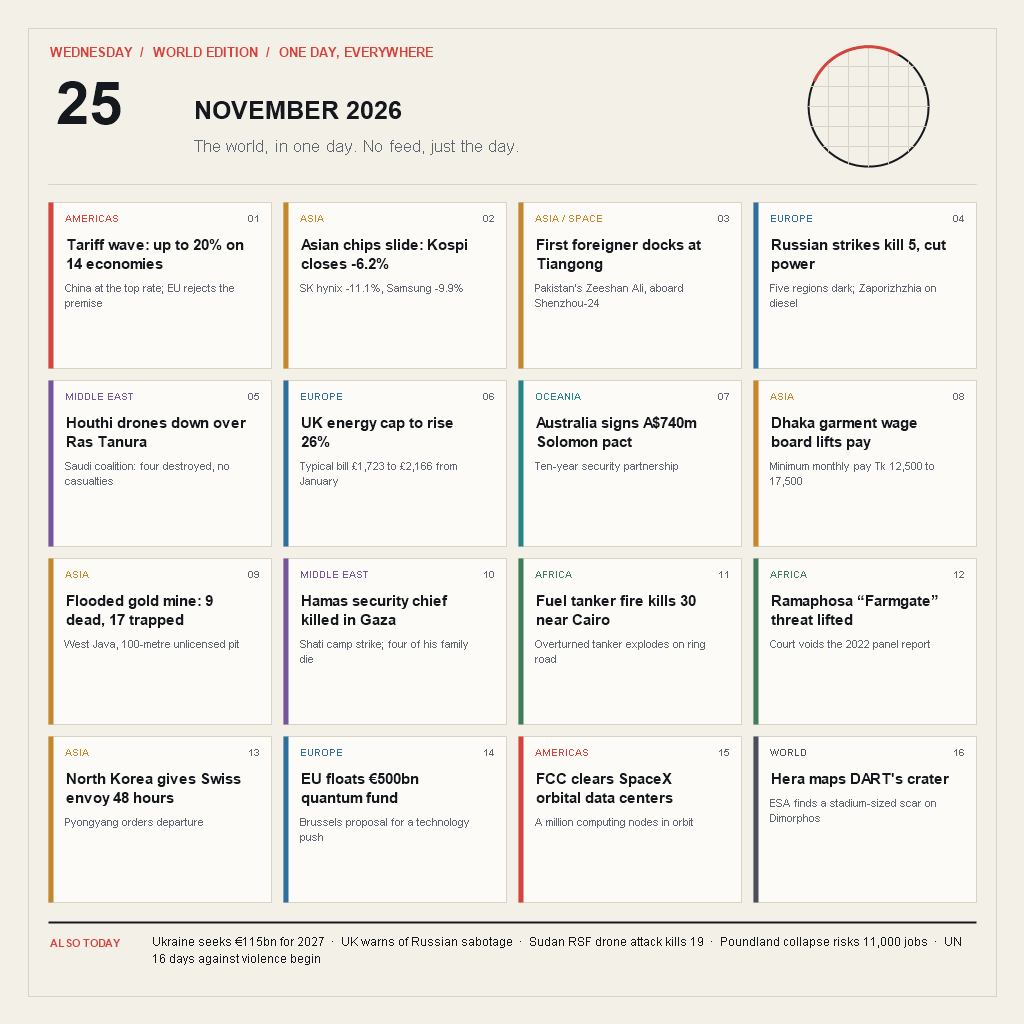 WEDNESDAY / WORLD EDITION / ONE DAY, EVERYWHERE
25
NOVEMBER 2026
The world, in one day. No feed, just the day.
AMERICAS 01
Tariff wave: up to 20% on
14 economies
China at the top rate; EU rejects the
premise
ASIA 02
Asian chips slide: Kospi
closes -6.2%
SK hynix -11.1%, Samsung -9.9%
ASIA / SPACE 03
First foreigner docks at
Tiangong
Pakistan's Zeeshan Ali, aboard
Shenzhou-24
EUROPE 04
Russian strikes kill 5, cut
power
Five regions dark; Zaporizhzhia on
diesel
MIDDLE EAST 05
Houthi drones down over
Ras Tanura
Saudi coalition: four destroyed, no
casualties
EUROPE 06
UK energy cap to rise
26%
Typical bill £1,723 to £2,166 from
January
OCEANIA 07
Australia signs A$740m
Solomon pact
Ten-year security partnership
ASIA 08
Dhaka garment wage
board lifts pay
Minimum monthly pay Tk 12,500 to
17,500
ASIA 09
Flooded gold mine: 9
dead, 17 trapped
West Java, 100-metre unlicensed pit
MIDDLE EAST 10
Hamas security chief
killed in Gaza
Shati camp strike; four of his family
die
AFRICA 11
Fuel tanker fire kills 30
near Cairo
Overturned tanker explodes on ring
road
AFRICA 12
Ramaphosa “Farmgate”
threat lifted
Court voids the 2022 panel report
ASIA 13
North Korea gives Swiss
envoy 48 hours
Pyongyang orders departure
EUROPE 14
EU floats €500bn
quantum fund
Brussels proposal for a technology
push
AMERICAS 15
FCC clears SpaceX
orbital data centers
A million computing nodes in orbit
WORLD 16
Hera maps DART's crater
ESA finds a stadium-sized scar on
Dimorphos
ALSO TODAY
Ukraine seeks €115bn for 2027 · UK warns of Russian sabotage · Sudan RSF drone attack kills 19 · Poundland collapse risks 11,000 jobs · UN
16 days against violence begin